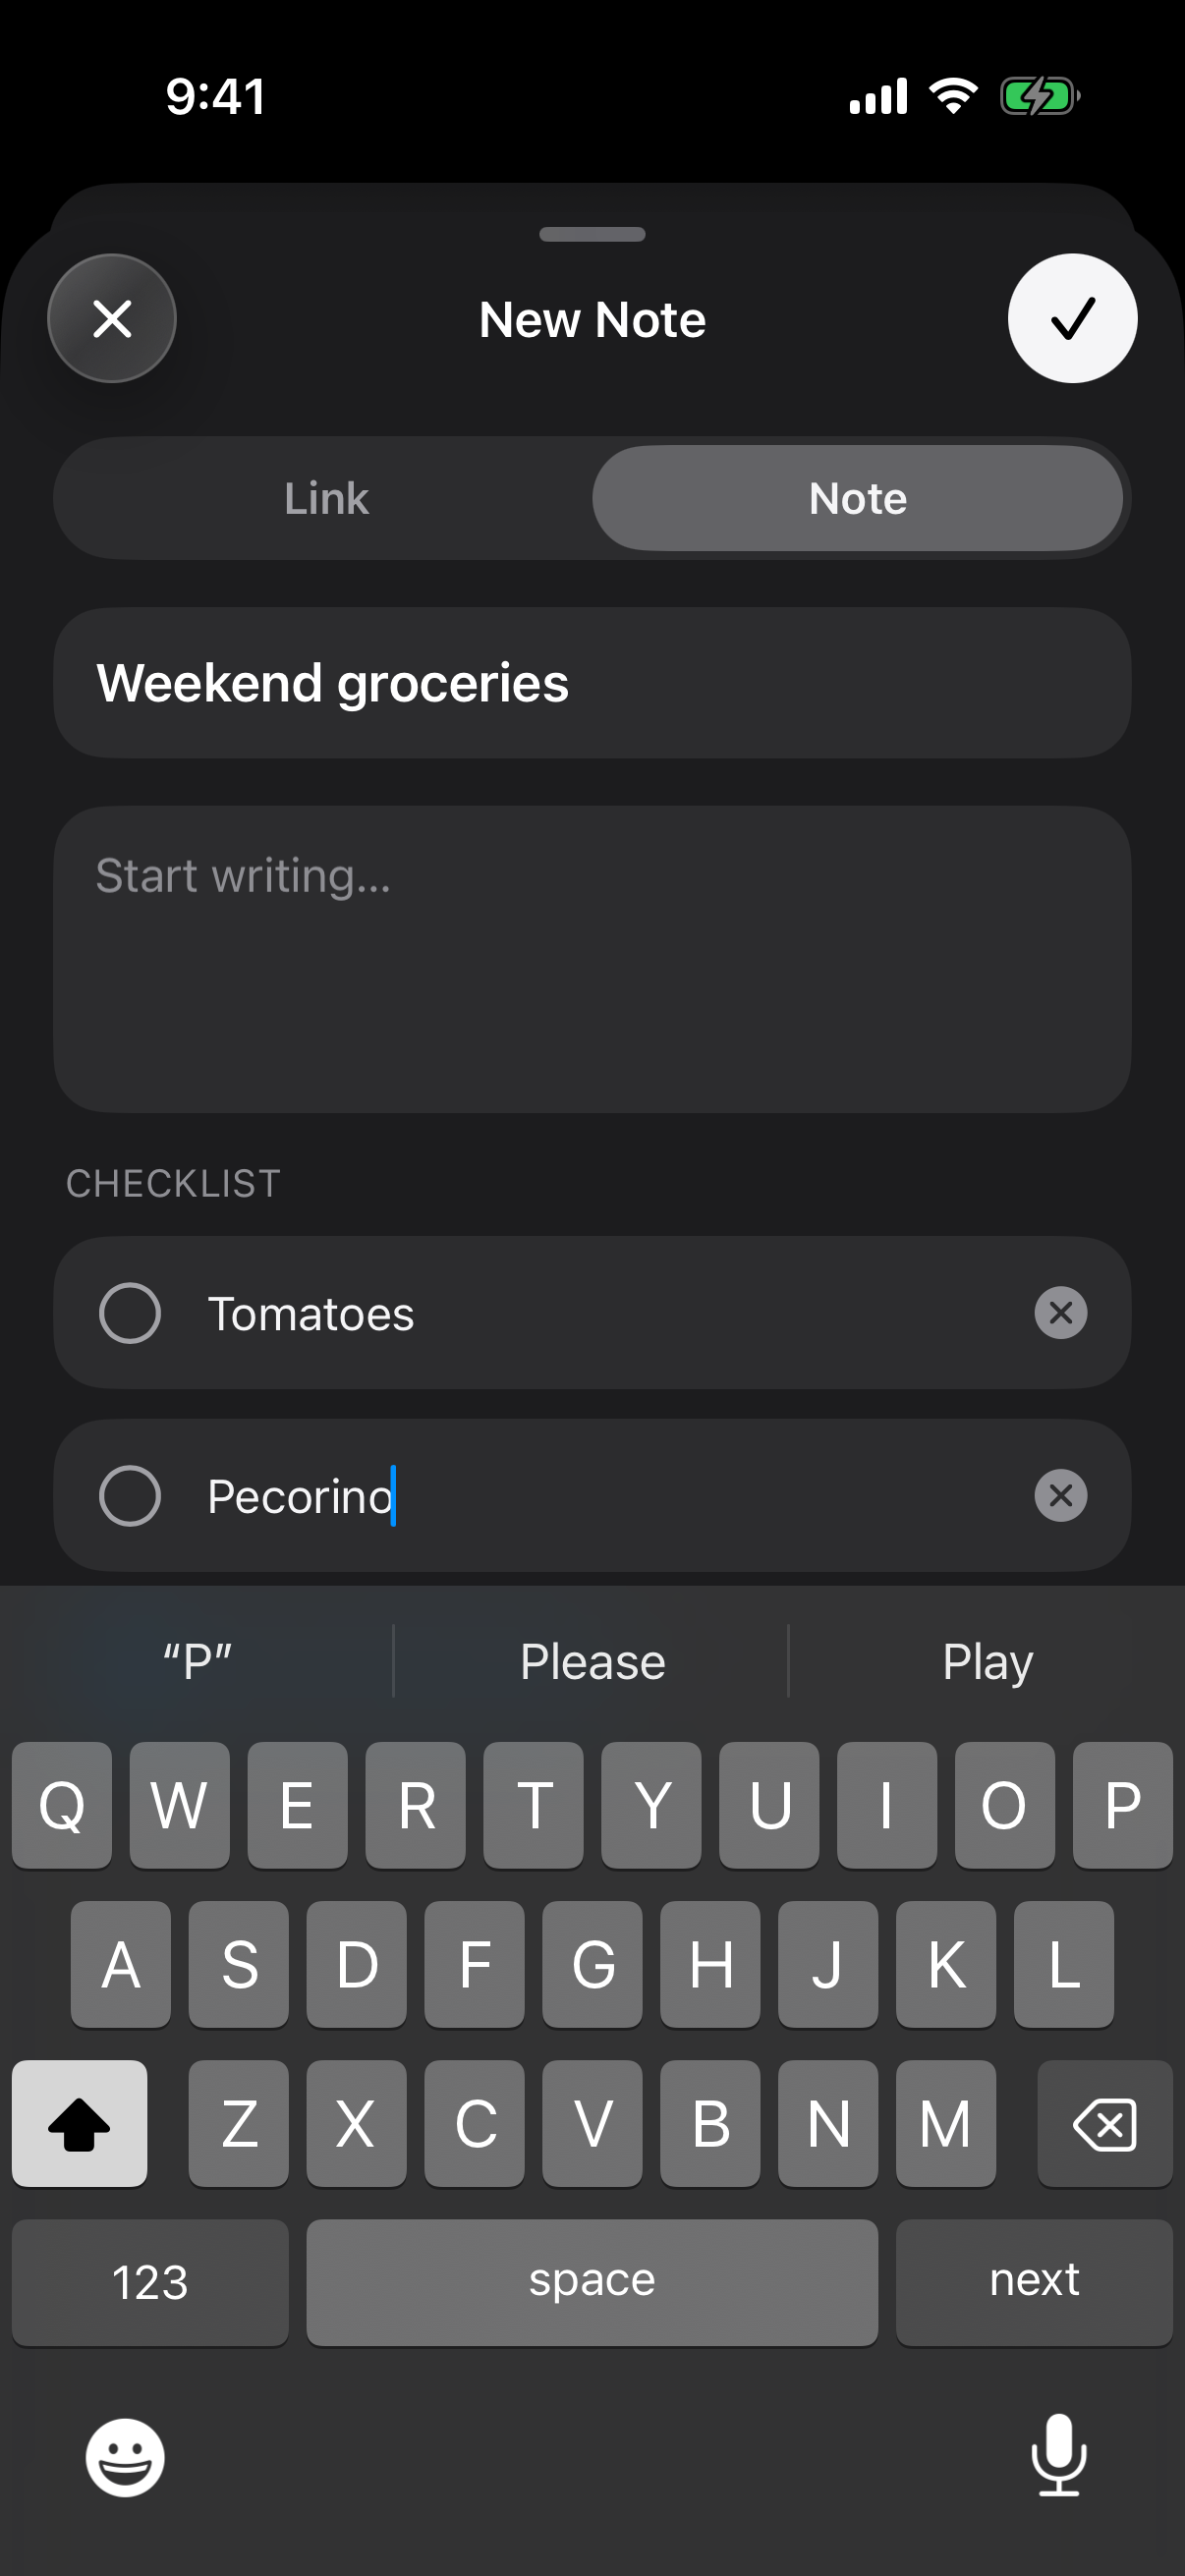 9:41
New Note
Link Note
Weekend groceries
Start writing...
CHECKLIST
Tomatoes
Pecorino
“P” Please Play
Q W E R T Y U I O P
A S D F G H J K L
Z X C V B N M
123 space next